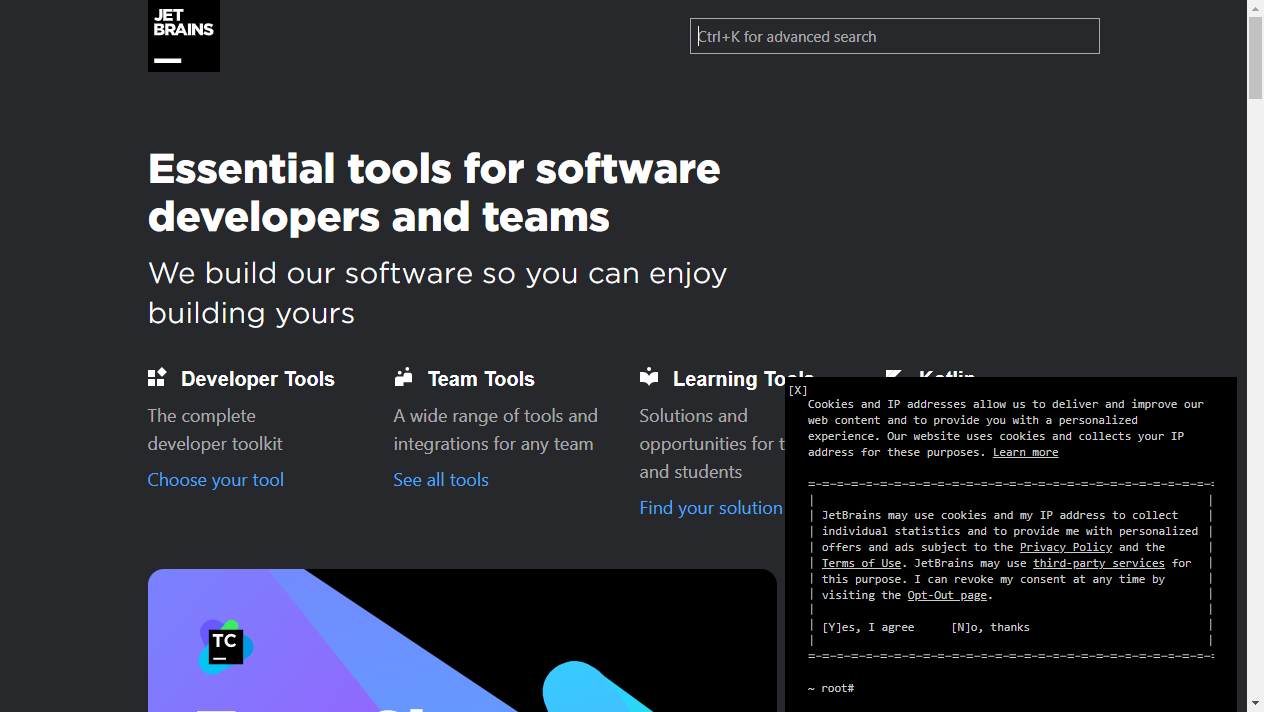 JET
BRAINS
Ctrl+K for advanced search
Essential tools for software
developers and teams
We build our software so you can enjoy
building yours
Developer Tools
The complete
developer toolkit
Choose your tool
Team Tools
A wide range of tools and
integrations for any team
See all tools
Learning Tools
Solutions and
opportunities for
and students
Find your solution
Kotlin
TC
[X]
Cookies and IP addresses allow us to deliver and improve our
web content and to provide you with a personalized
experience. Our website uses cookies and collects your IP
address for these purposes. Learn more
JetBrains may use cookies and my IP address to collect
individual statistics and to provide me with personalized
offers and ads subject to the Privacy Policy and the
Terms of Use. JetBrains may use third-party services for
this purpose. I can revoke my consent at any time by
visiting the Opt-Out page.
[Y]es, I agree [N]o, thanks
~ root#